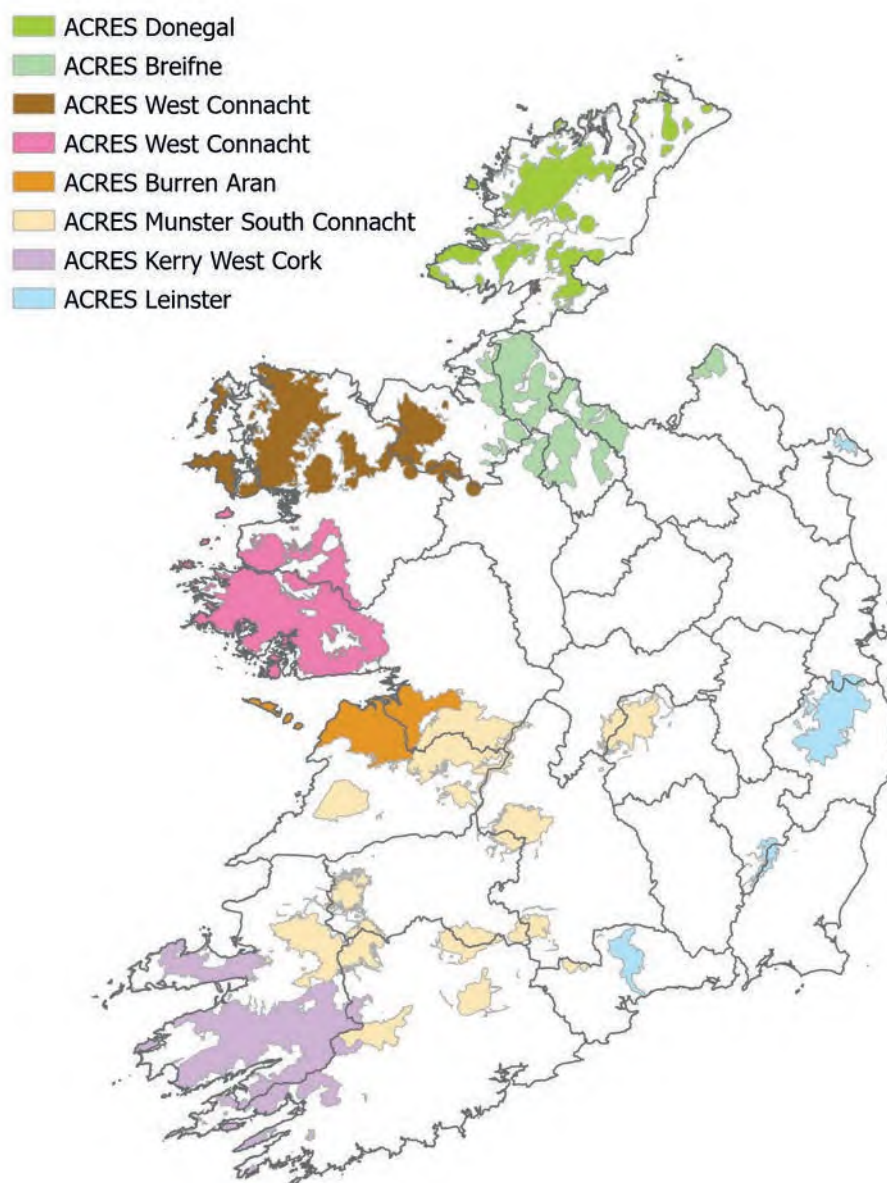 ACRES Donegal
ACRES Breifne
ACRES West Connacht
ACRES West Connacht
ACRES Burren Aran
ACRES Munster South Connacht
ACRES Kerry West Cork
ACRES Leinster